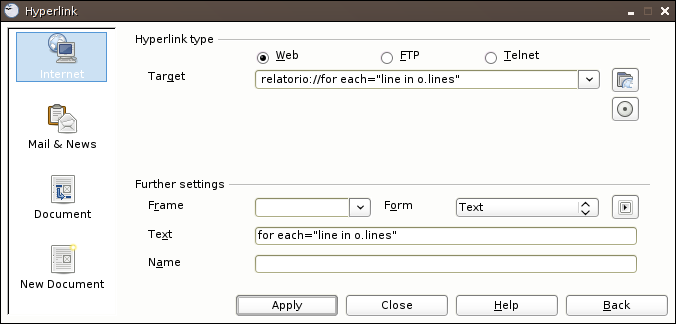 Hyperlink
Internet
Mail & News
Document
New Document
Hyperlink type
Web FTP Telnet
Target relatorio://for each="line in o.lines"
Further settings
Frame Form Text
Text for each="line in o.lines"
Name
Apply Close Help Back